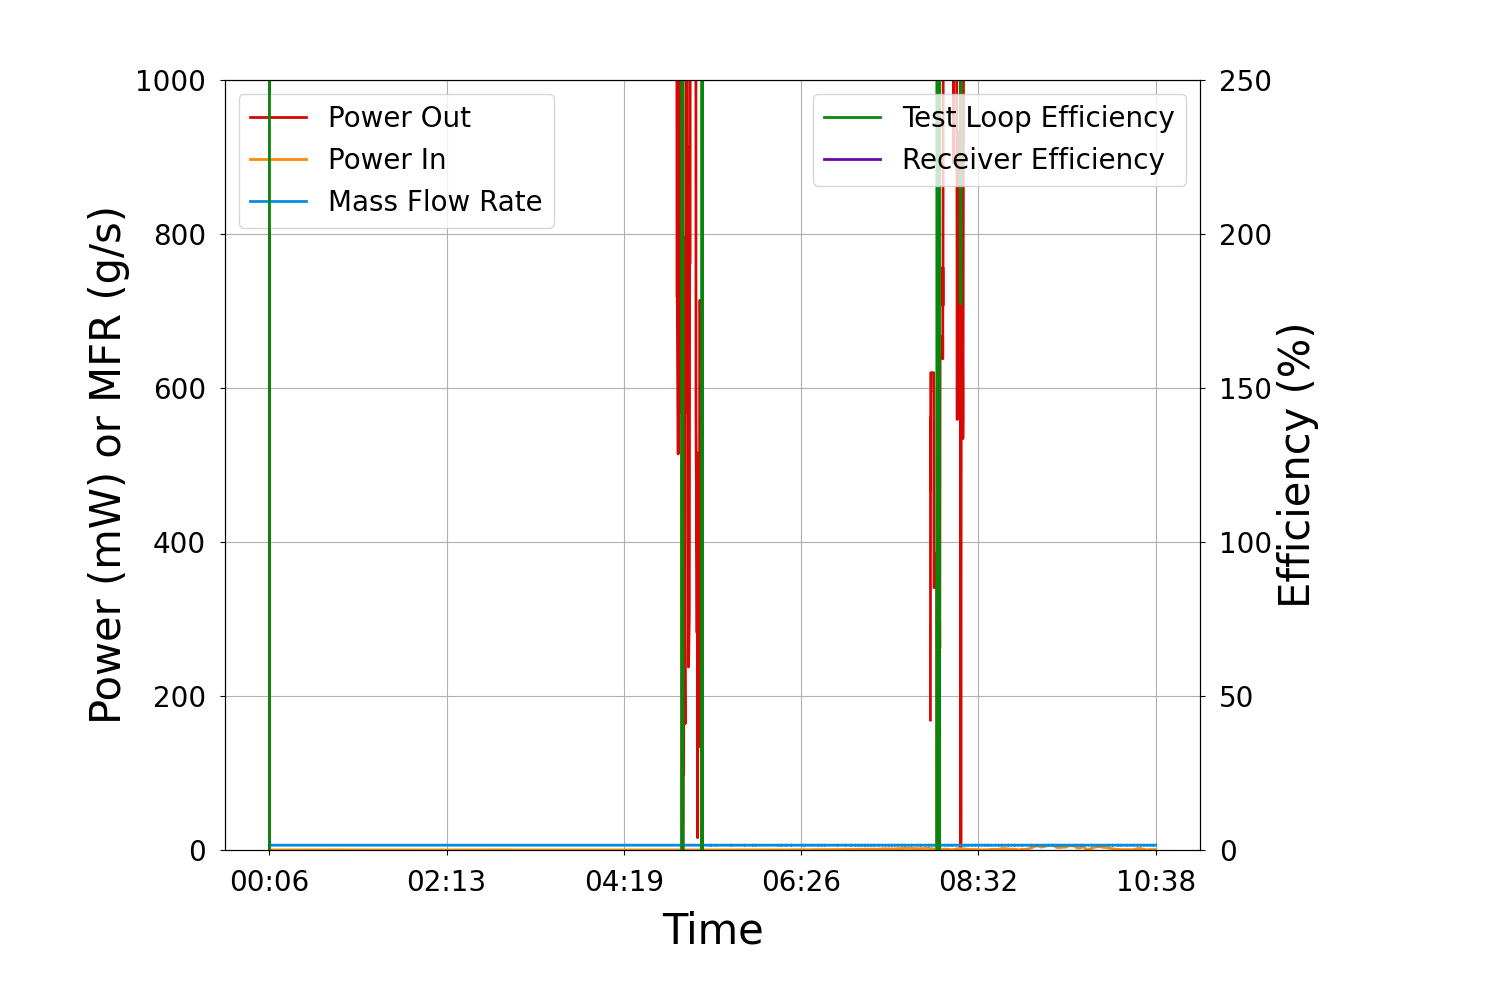 Power (mW) or MFR (g/s)
1000
800
600
400
200
0
Power Out
Power In
Mass Flow Rate
Test Loop Efficiency
Receiver Efficiency
250
200
150
100
50
0
Efficiency (%)
00:06
02:13
04:19
06:26
08:32
10:38
Time